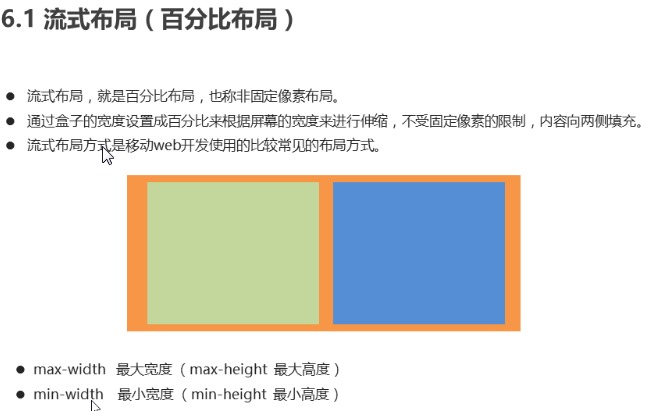 6.1 流式布局（百分比布局）
● 流式布局，就是百分比布局，也称非固定像素布局。
● 通过盒子的宽度设置成百分比来根据屏幕的宽度来进行伸缩，不受固定像素的限制，内容向两侧填充。
● 流式布局方式是移动web开发使用的比较常见的布局方式。
● max-width 最大宽度（max-height 最大高度）
● min-width 最小宽度（min-height 最小高度）